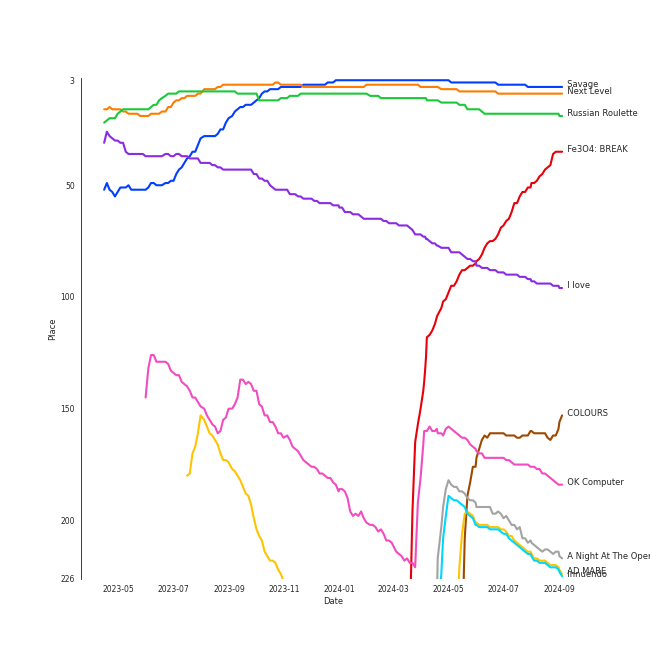 3
Savage
Next Level
Russian Roulette
Fe3O4: BREAK
50
I love
100
Place
COLOURS
150
OK Computer
200
A Night At The Oper
AD MARE
Innuendo
226
2023-05 2023-07 2023-09 2023-11 2024-01 2024-03 2024-05 2024-07 2024-09
Date